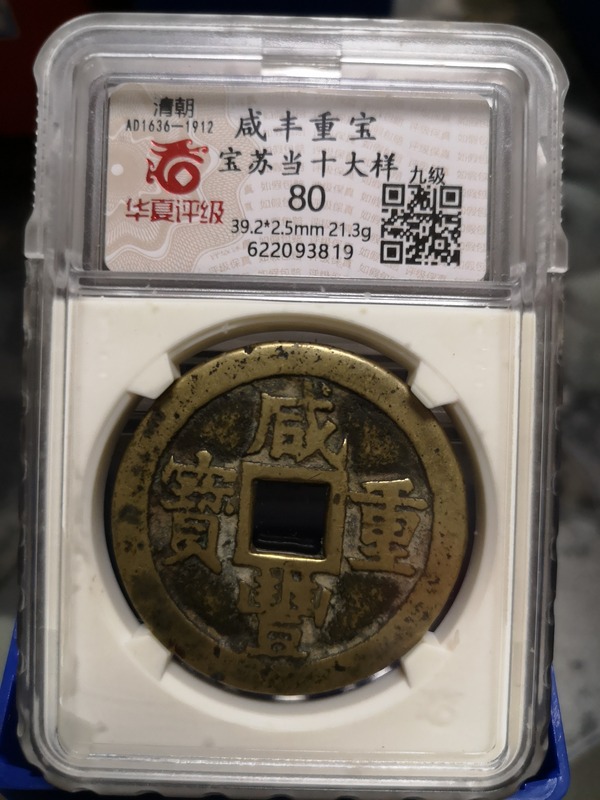 清朝
AD1636—1912
华夏评级
咸丰重宝
宝苏当十大样 九级
80
39.2*2.5mm 21.3g
622093819
咸
寶 重
豐